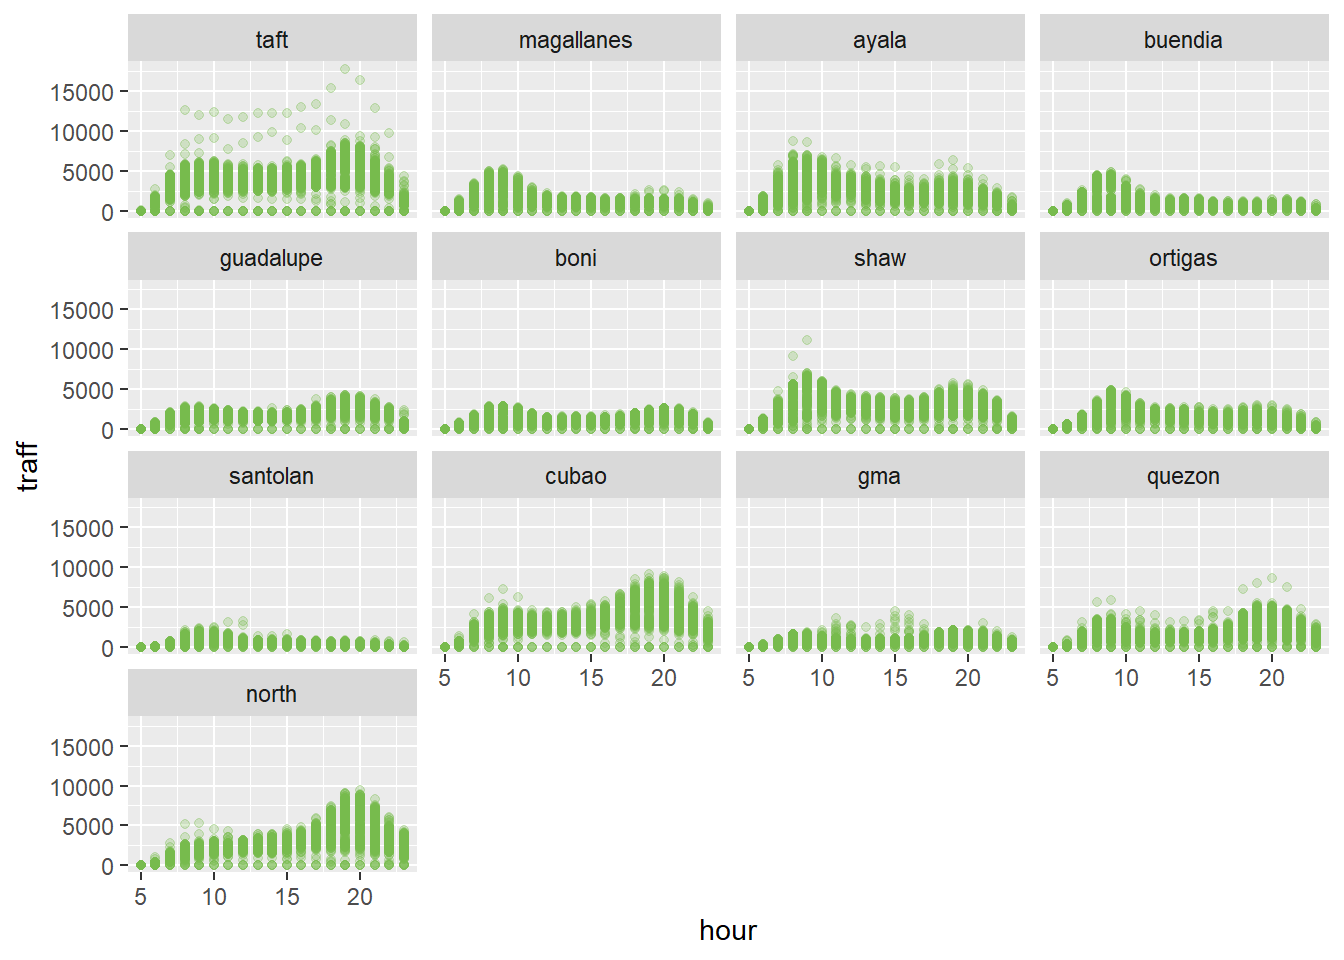 taft magallanes ayala buendia
15000
10000
5000
0
guadalupe boni shaw ortigas
15000
10000
5000
0
santolan cubao gma quezon
15000
10000
5000
0
5 10 15 20 5 10 15 20 5 10 15 20
north
15000
10000
5000
0
5 10 15 20
traff
hour